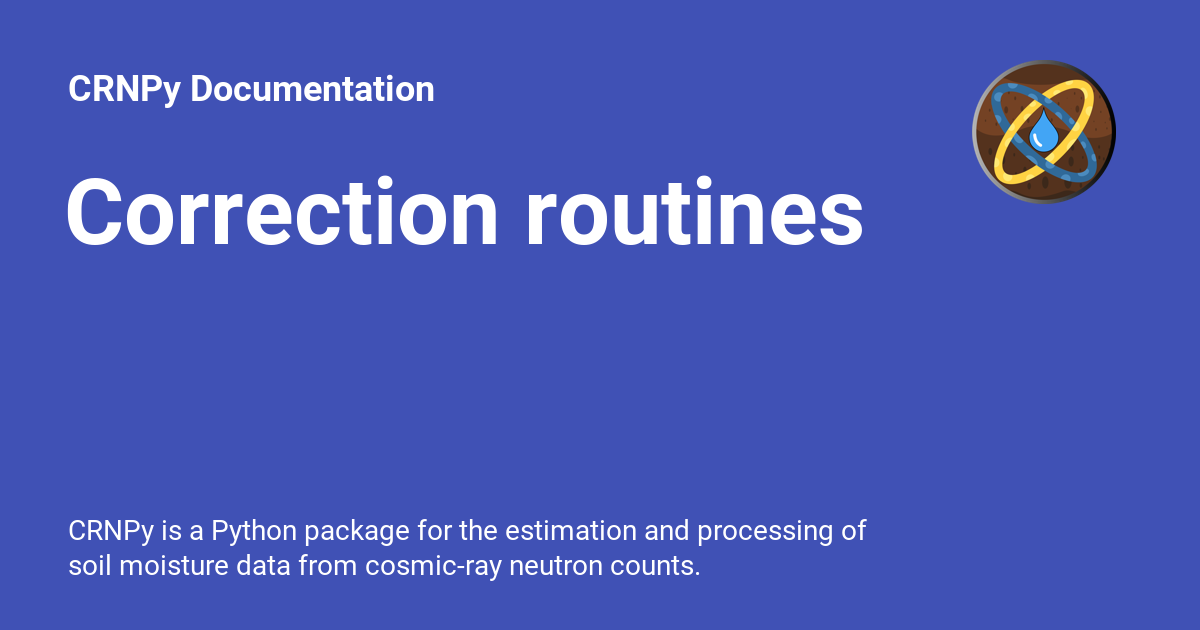 CRNPy Documentation
Correction routines
CRNPy is a Python package for the estimation and processing of
soil moisture data from cosmic-ray neutron counts.